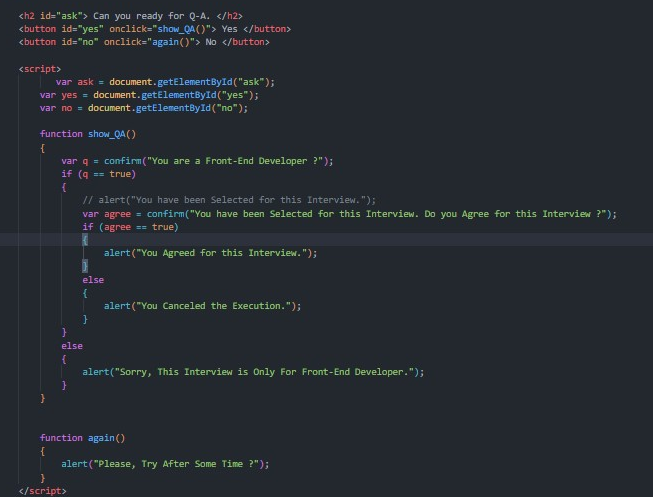 <h2 id="ask"> Can you ready for Q-A. </h2>
<button id="yes" onclick="show_QA()"> Yes </button>
<button id="no" onclick="again()"> No </button>
<script>
var ask = document.getElementById("ask");
var yes = document.getElementById("yes");
var no = document.getElementById("no");
function show_QA()
{
var q = confirm("You are a Front-End Developer ?");
if (q == true)
{
// alert("You have been Selected for this Interview.");
var agree = confirm("You have been Selected for this Interview. Do you Agree for this Interview ?");
if (agree == true)
{
alert("You Agreed for this Interview.");
}
else
{
alert("You Canceled the Execution.");
}
}
else
{
alert("Sorry, This Interview is Only For Front-End Developer.");
}
}
function again()
{
alert("Please, Try After Some Time ?");
}
</script>